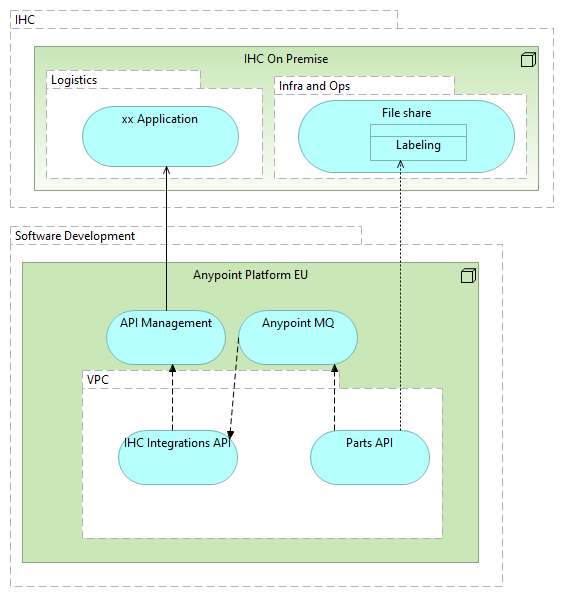 IHC
IHC On Premise
Logistics
Infra and Ops
xx Application
File share
Labeling
Software Development
Anypoint Platform EU
API Management
Anypoint MQ
VPC
IHC Integrations API
Parts API